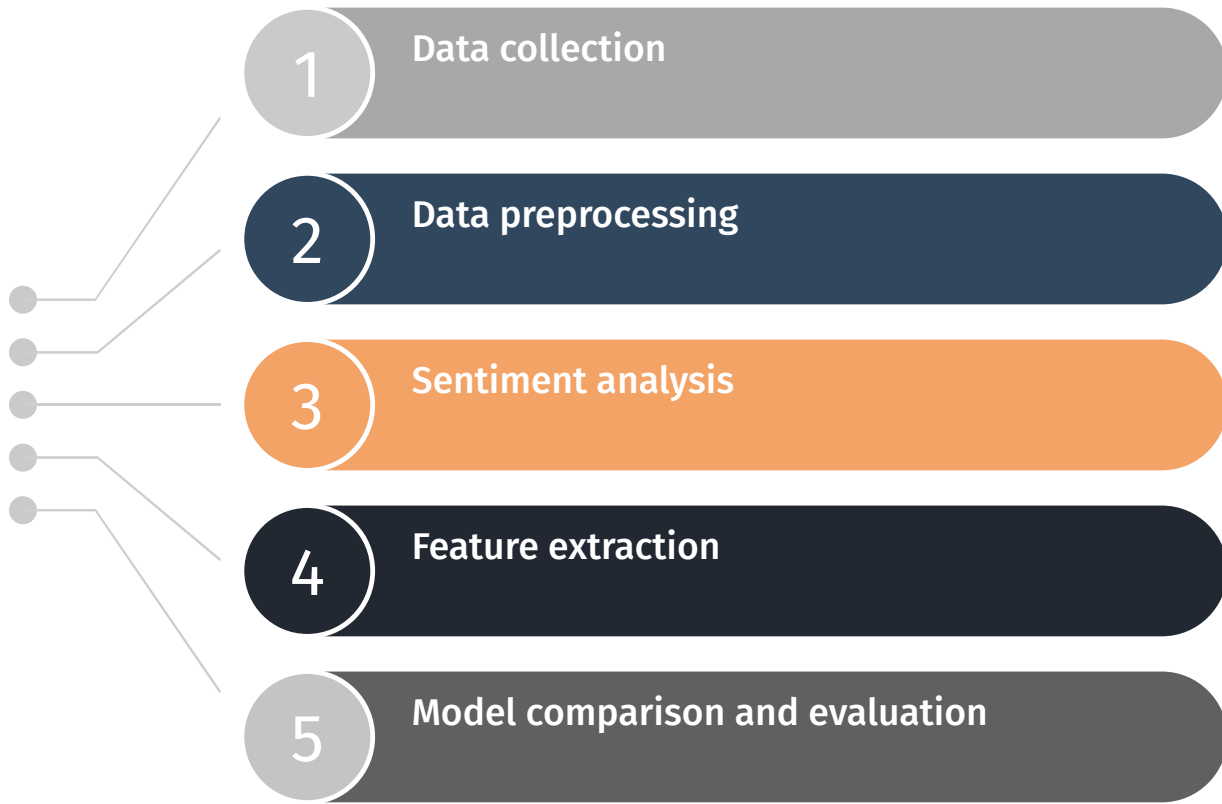 1
Data collection
2
Data preprocessing
3
Sentiment analysis
4
Feature extraction
5
Model comparison and evaluation